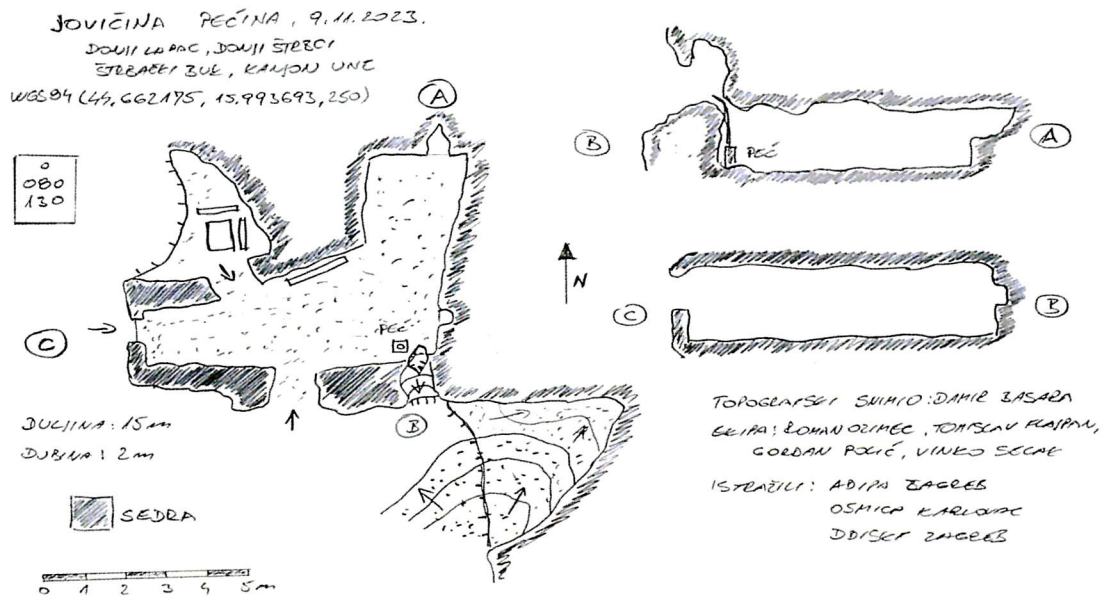 JOVIČINA PEĆINA, 9.11.2023.
DONJI LAPAC, DONJI ŠTRBCI
ŠTRBAČKI BUK, KANJON UNE
WGS84 (44,662175, 15,993693, 250)
A
o
080
130
B
PEĆ
A
N
C
PEĆ
B
C
B
DULJINA: 15m
DUBINA: 2m
SEDRA
0 1 2 3 4 5m
TOPOGRAFSKI SNIMIO: DAMIR BASARA
EKIPA: ROMAN OZIMEC, TOMISLAV FLAJPAN,
GORDAN POLIĆ, VINKO
ISTRAŽILI: ADIPA ZAGREB
OSMICA KARLOVAC
DDISKF ZAGREB